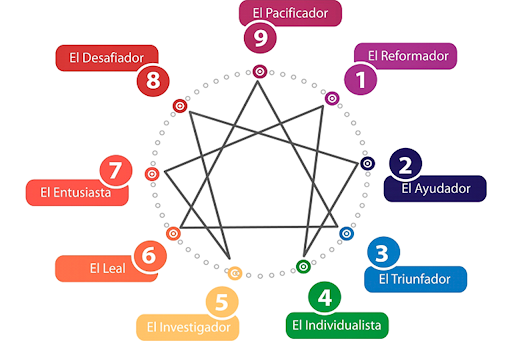 El Pacificador
9
El Desafiador
8
El Reformador
1
7
El Entusiasta
2
El Ayudador
6
El Leal
3
El Triunfador
5
El Investigador
4
El Individualista